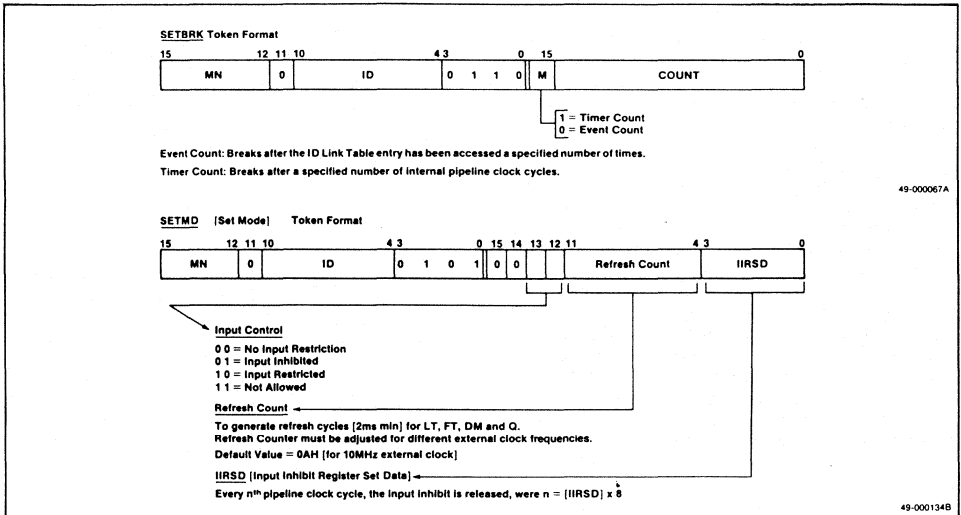 SETBRK Token Format
15 12 11 10 4 3 0 15 0
MN 0 ID 0 1 1 0 M COUNT
1 = Timer Count
0 = Event Count
Event Count: Breaks after the ID Link Table entry has been accessed a specified number of times.
Timer Count: Breaks after a specified number of internal pipeline clock cycles.
49-000067A
SETMD [Set Mode] Token Format
15 12 11 10 4 3 0 15 14 13 12 11 4 3 0
MN 0 ID 0 1 0 1 0 0 Refresh Count IIRSD
Input Control
0 0 = No Input Restriction
0 1 = Input Inhibited
1 0 = Input Restricted
1 1 = Not Allowed
Refresh Count
To generate refresh cycles [2ms min] for LT, FT, DM and Q.
Refresh Counter must be adjusted for different external clock frequencies.
Default Value = 0AH [for 10MHz external clock]
IIRSD [Input Inhibit Register Set Data]
Every nth pipeline clock cycle, the input inhibit is released, were n = [IIRSD] x 8
49-000134B